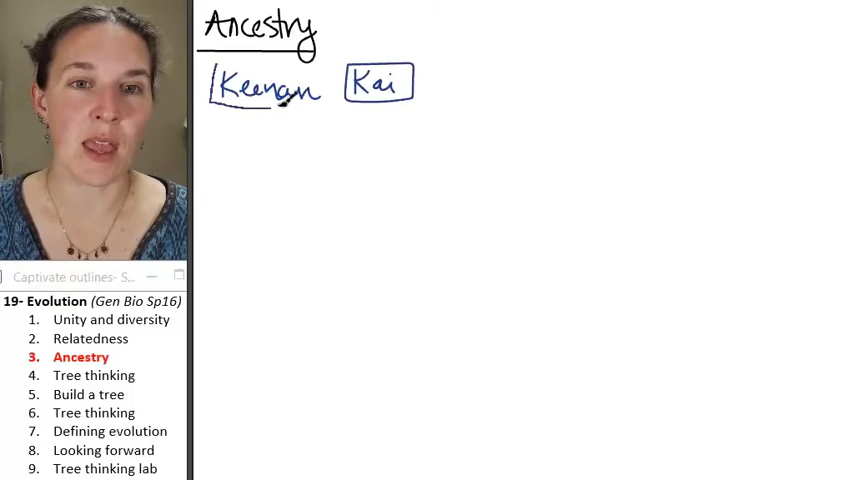 Ancestry
Keenan Kai
Captivate outlines- S...
19- Evolution (Gen Bio Sp16)
1. Unity and diversity
2. Relatedness
3. Ancestry
4. Tree thinking
5. Build a tree
6. Tree thinking
7. Defining evolution
8. Looking forward
9. Tree thinking lab